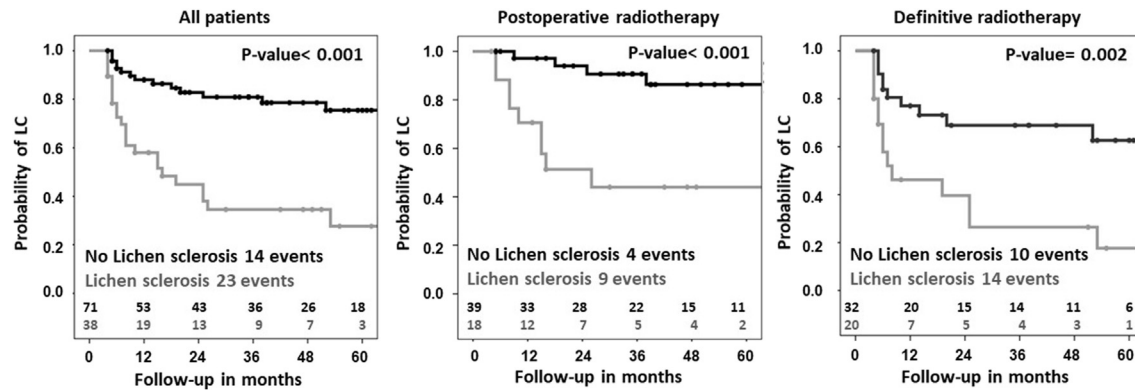 All patients
P-value< 0.001
Probability of LC
1.0
0.8
0.6
0.4
0.2
0.0
No Lichen sclerosis 14 events
Lichen sclerosis 23 events
71 53 43 36 26 18
38 19 13 9 7 3
0 12 24 36 48 60
Follow-up in months
Postoperative radiotherapy
P-value< 0.001
Probability of LC
1.0
0.8
0.6
0.4
0.2
0.0
No Lichen sclerosis 4 events
Lichen sclerosis 9 events
39 33 28 22 15 11
18 12 7 5 4 2
0 12 24 36 48 60
Follow-up in months
Definitive radiotherapy
P-value= 0.002
Probability of LC
1.0
0.8
0.6
0.4
0.2
0.0
No Lichen sclerosis 10 events
Lichen sclerosis 14 events
32 20 15 14 11 6
20 7 5 4 3 1
0 12 24 36 48 60
Follow-up in months